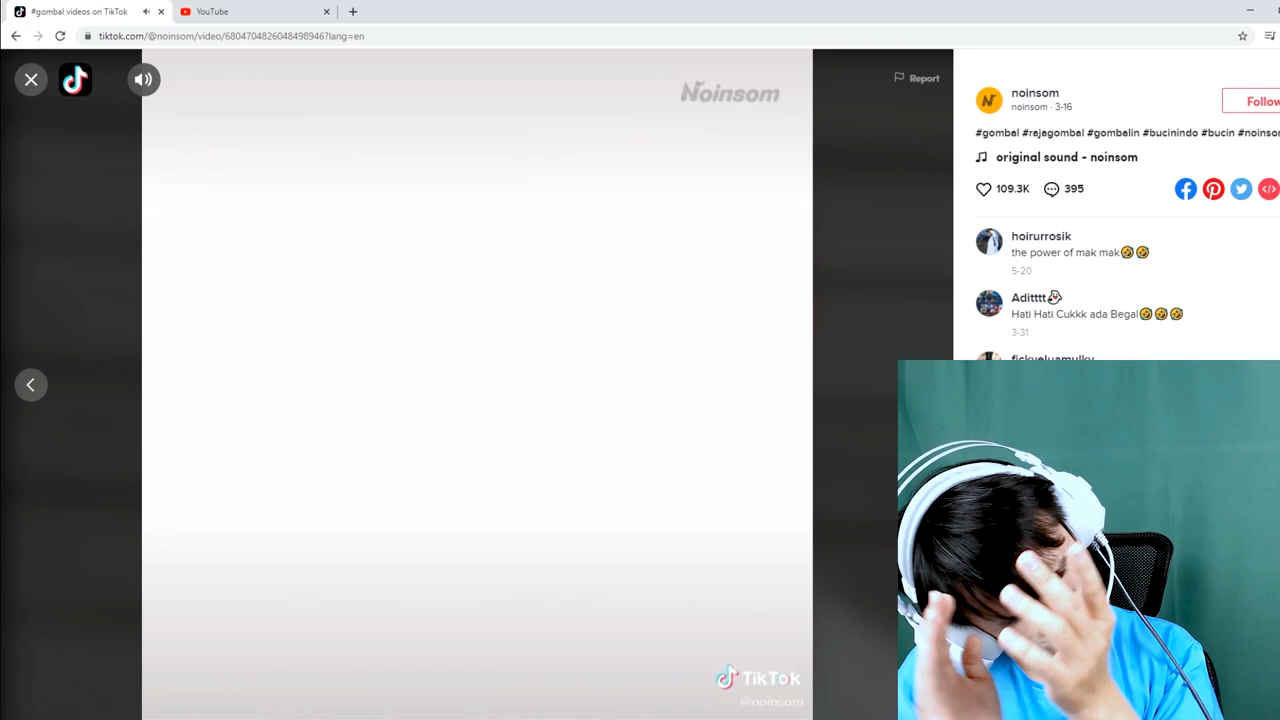 #gombal videos on TikTok
YouTube
tiktok.com/@noinsom/video/6804704826048498946?lang=en
Noinsom
Report
noinsom
noinsom · 3-16
Follow
#gombal #rajagombal #gombalin #bucinindo #bucin #noinsom
original sound - noinsom
109.3K
395
hoirurrosik
the power of mak mak🤣🤣
5-20
Aditttt👻
Hati Hati Cukkk ada Begal🤣🤣🤣
3-31
TikTok
@noinsom